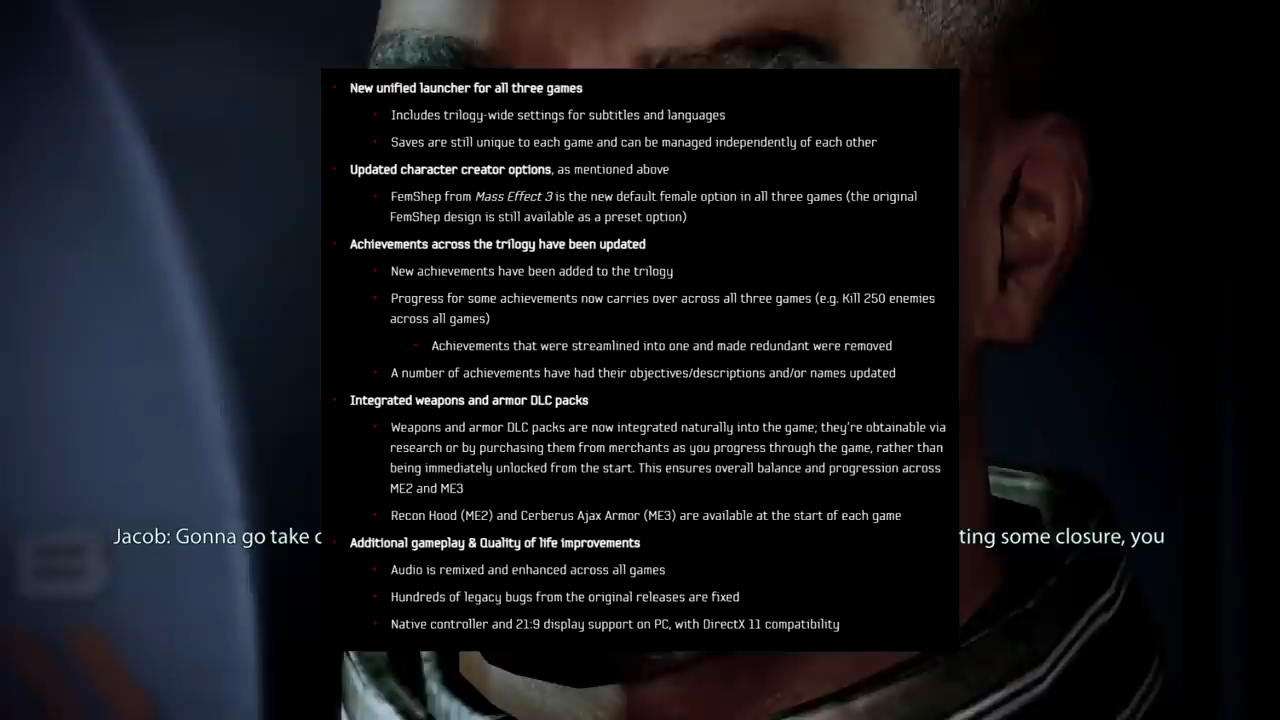 New unified launcher for all three games
Includes trilogy-wide settings for subtitles and languages
Saves are still unique to each game and can be managed independently of each other
Updated character creator options, as mentioned above
FemShep from Mass Effect 3 is the new default female option in all three games (the original
FemShep design is still available as a preset option)
Achievements across the trilogy have been updated
New achievements have been added to the trilogy
Progress for some achievements now carries over across all three games (e.g. Kill 250 enemies
across all games)
Achievements that were streamlined into one and made redundant were removed
A number of achievements have had their objectives/descriptions and/or names updated
Integrated weapons and armor DLC packs
Weapons and armor DLC packs are now integrated naturally into the game; they're obtainable via
research or by purchasing them from merchants as you progress through the game, rather than
being immediately unlocked from the start. This ensures overall balance and progression across
ME2 and ME3
Recon Hood (ME2) and Cerberus Ajax Armor (ME3) are available at the start of each game
Jacob: Gonna go take ting some closure, you
Additional gameplay & Quality of life improvements
Audio is remixed and enhanced across all games
Hundreds of legacy bugs from the original releases are fixed
Native controller and 21:9 display support on PC, with DirectX 11 compatibility